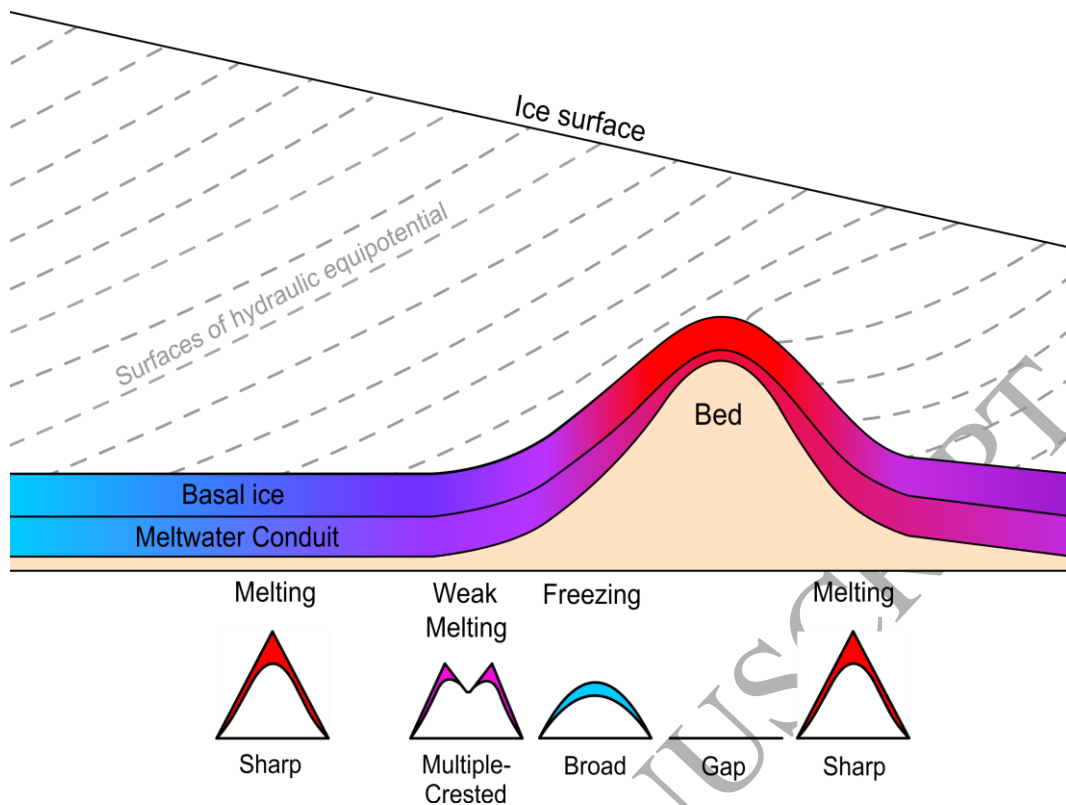 Ice surface
Surfaces of hydraulic equipotential
Bed
Basal ice
Meltwater Conduit
Melting
Weak
Melting
Freezing
Melting
Sharp
Multiple-
Crested
Broad
Gap
Sharp
NUSCRIPT